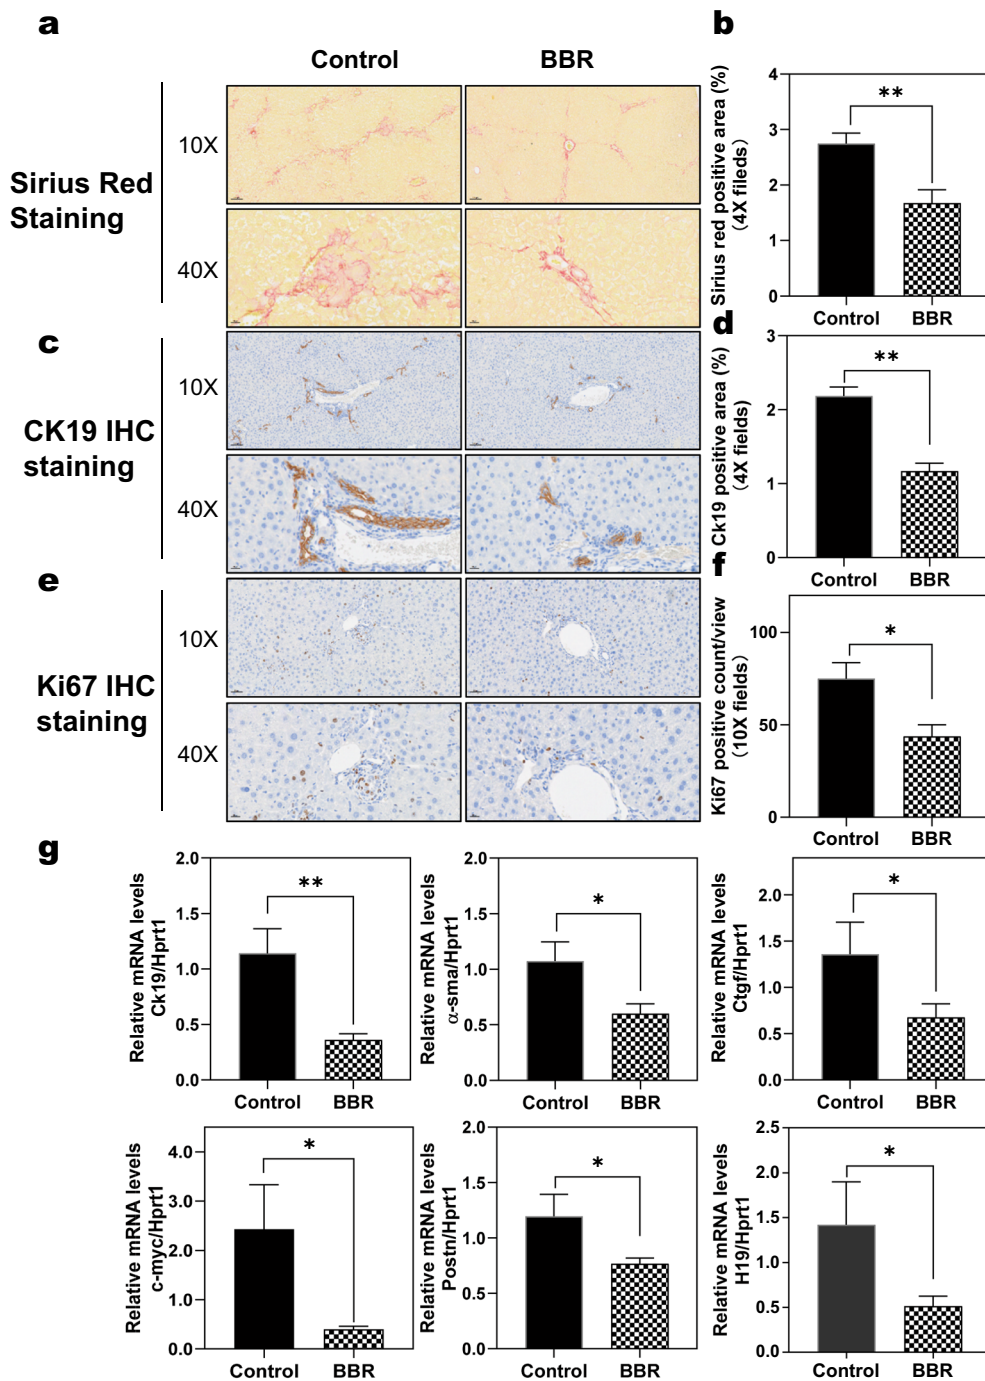 a
Control
BBR
Sirius Red
Staining
10X
40X
b
Sirius red positive area (%)
(4X fileds)
4
3
2
1
0
**
Control
BBR
c
CK19 IHC
staining
10X
40X
d
Ck19 positive area (%)
(4X fields)
3
2
1
0
**
Control
BBR
e
Ki67 IHC
staining
10X
40X
f
Ki67 positive count/view
(10X fields)
100
50
0
*
Control
BBR
g
Relative mRNA levels
Ck19/Hprt1
2.0
1.5
1.0
0.5
0.0
**
Control
BBR
Relative mRNA levels
α-sma/Hprt1
2.0
1.5
1.0
0.5
0.0
*
Control
BBR
Relative mRNA levels
Ctgf/Hprt1
2.0
1.5
1.0
0.5
0.0
*
Control
BBR
Relative mRNA levels
c-myc/Hprt1
4.0
3.0
2.0
1.0
0.0
*
Control
BBR
Relative mRNA levels
Postn/Hprt1
2.0
1.5
1.0
0.5
0.0
*
Control
BBR
Relative mRNA levels
H19/Hprt1
2.5
2.0
1.5
1.0
0.5
0.0
*
Control
BBR